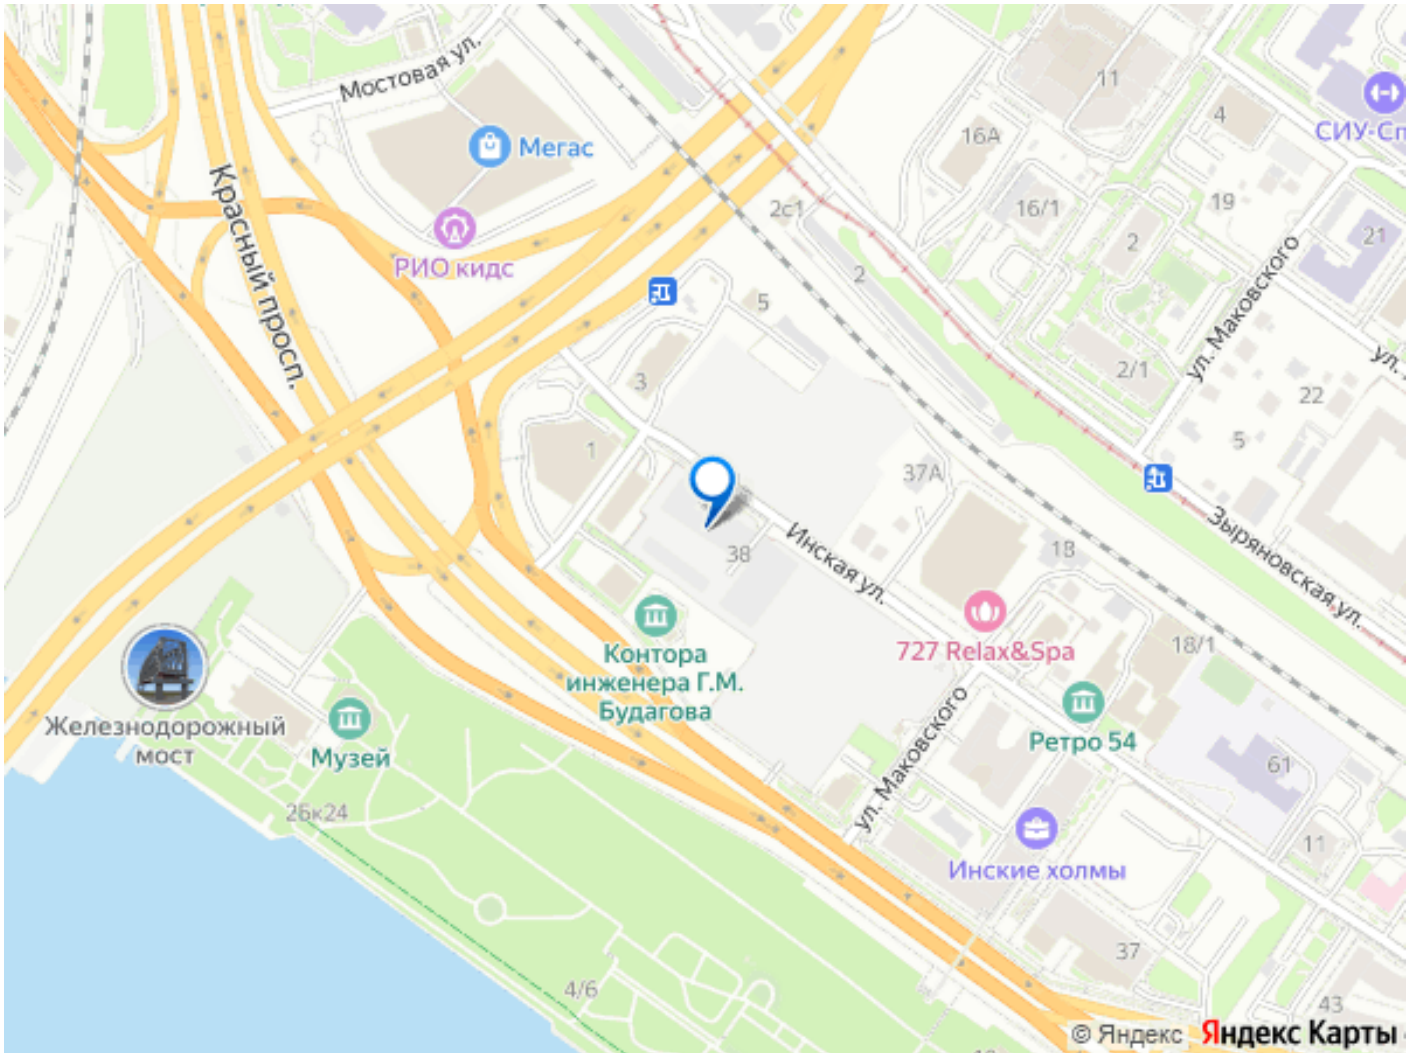 Мостовая ул.
11
4
СИУ-Сп
Мегас
16А
Красный просп.
2с1
16/1
19
2
21
РИО кидс
2
5
ул. Маковского
ул.
3
2/1
22
5
1
37А
38
Инская ул.
18
Зыряновская ул.
Контора
инженера Г.М.
Будагова
727 Relax&Spa
18/1
Железнодорожный
мост
Музей
ул. Маковского
Ретро 54
61
26к24
11
Инские холмы
37
4/6
43
© Яндекс
Яндекс Карты